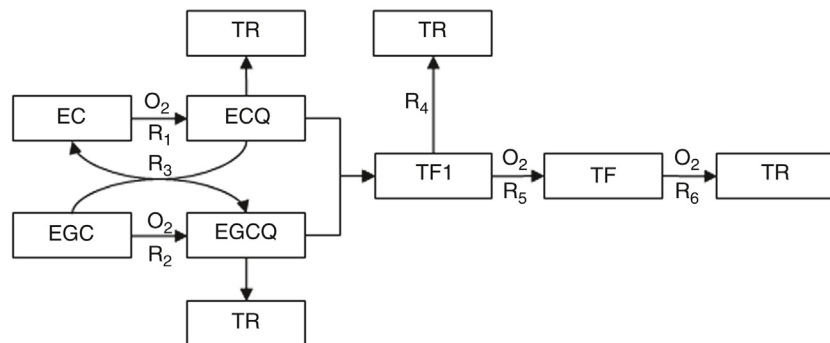 TR
TR
EC
O₂
R₁
ECQ
R₄
R₃
TF1
O₂
R₅
TF
O₂
R₆
TR
EGC
O₂
R₂
EGCQ
TR